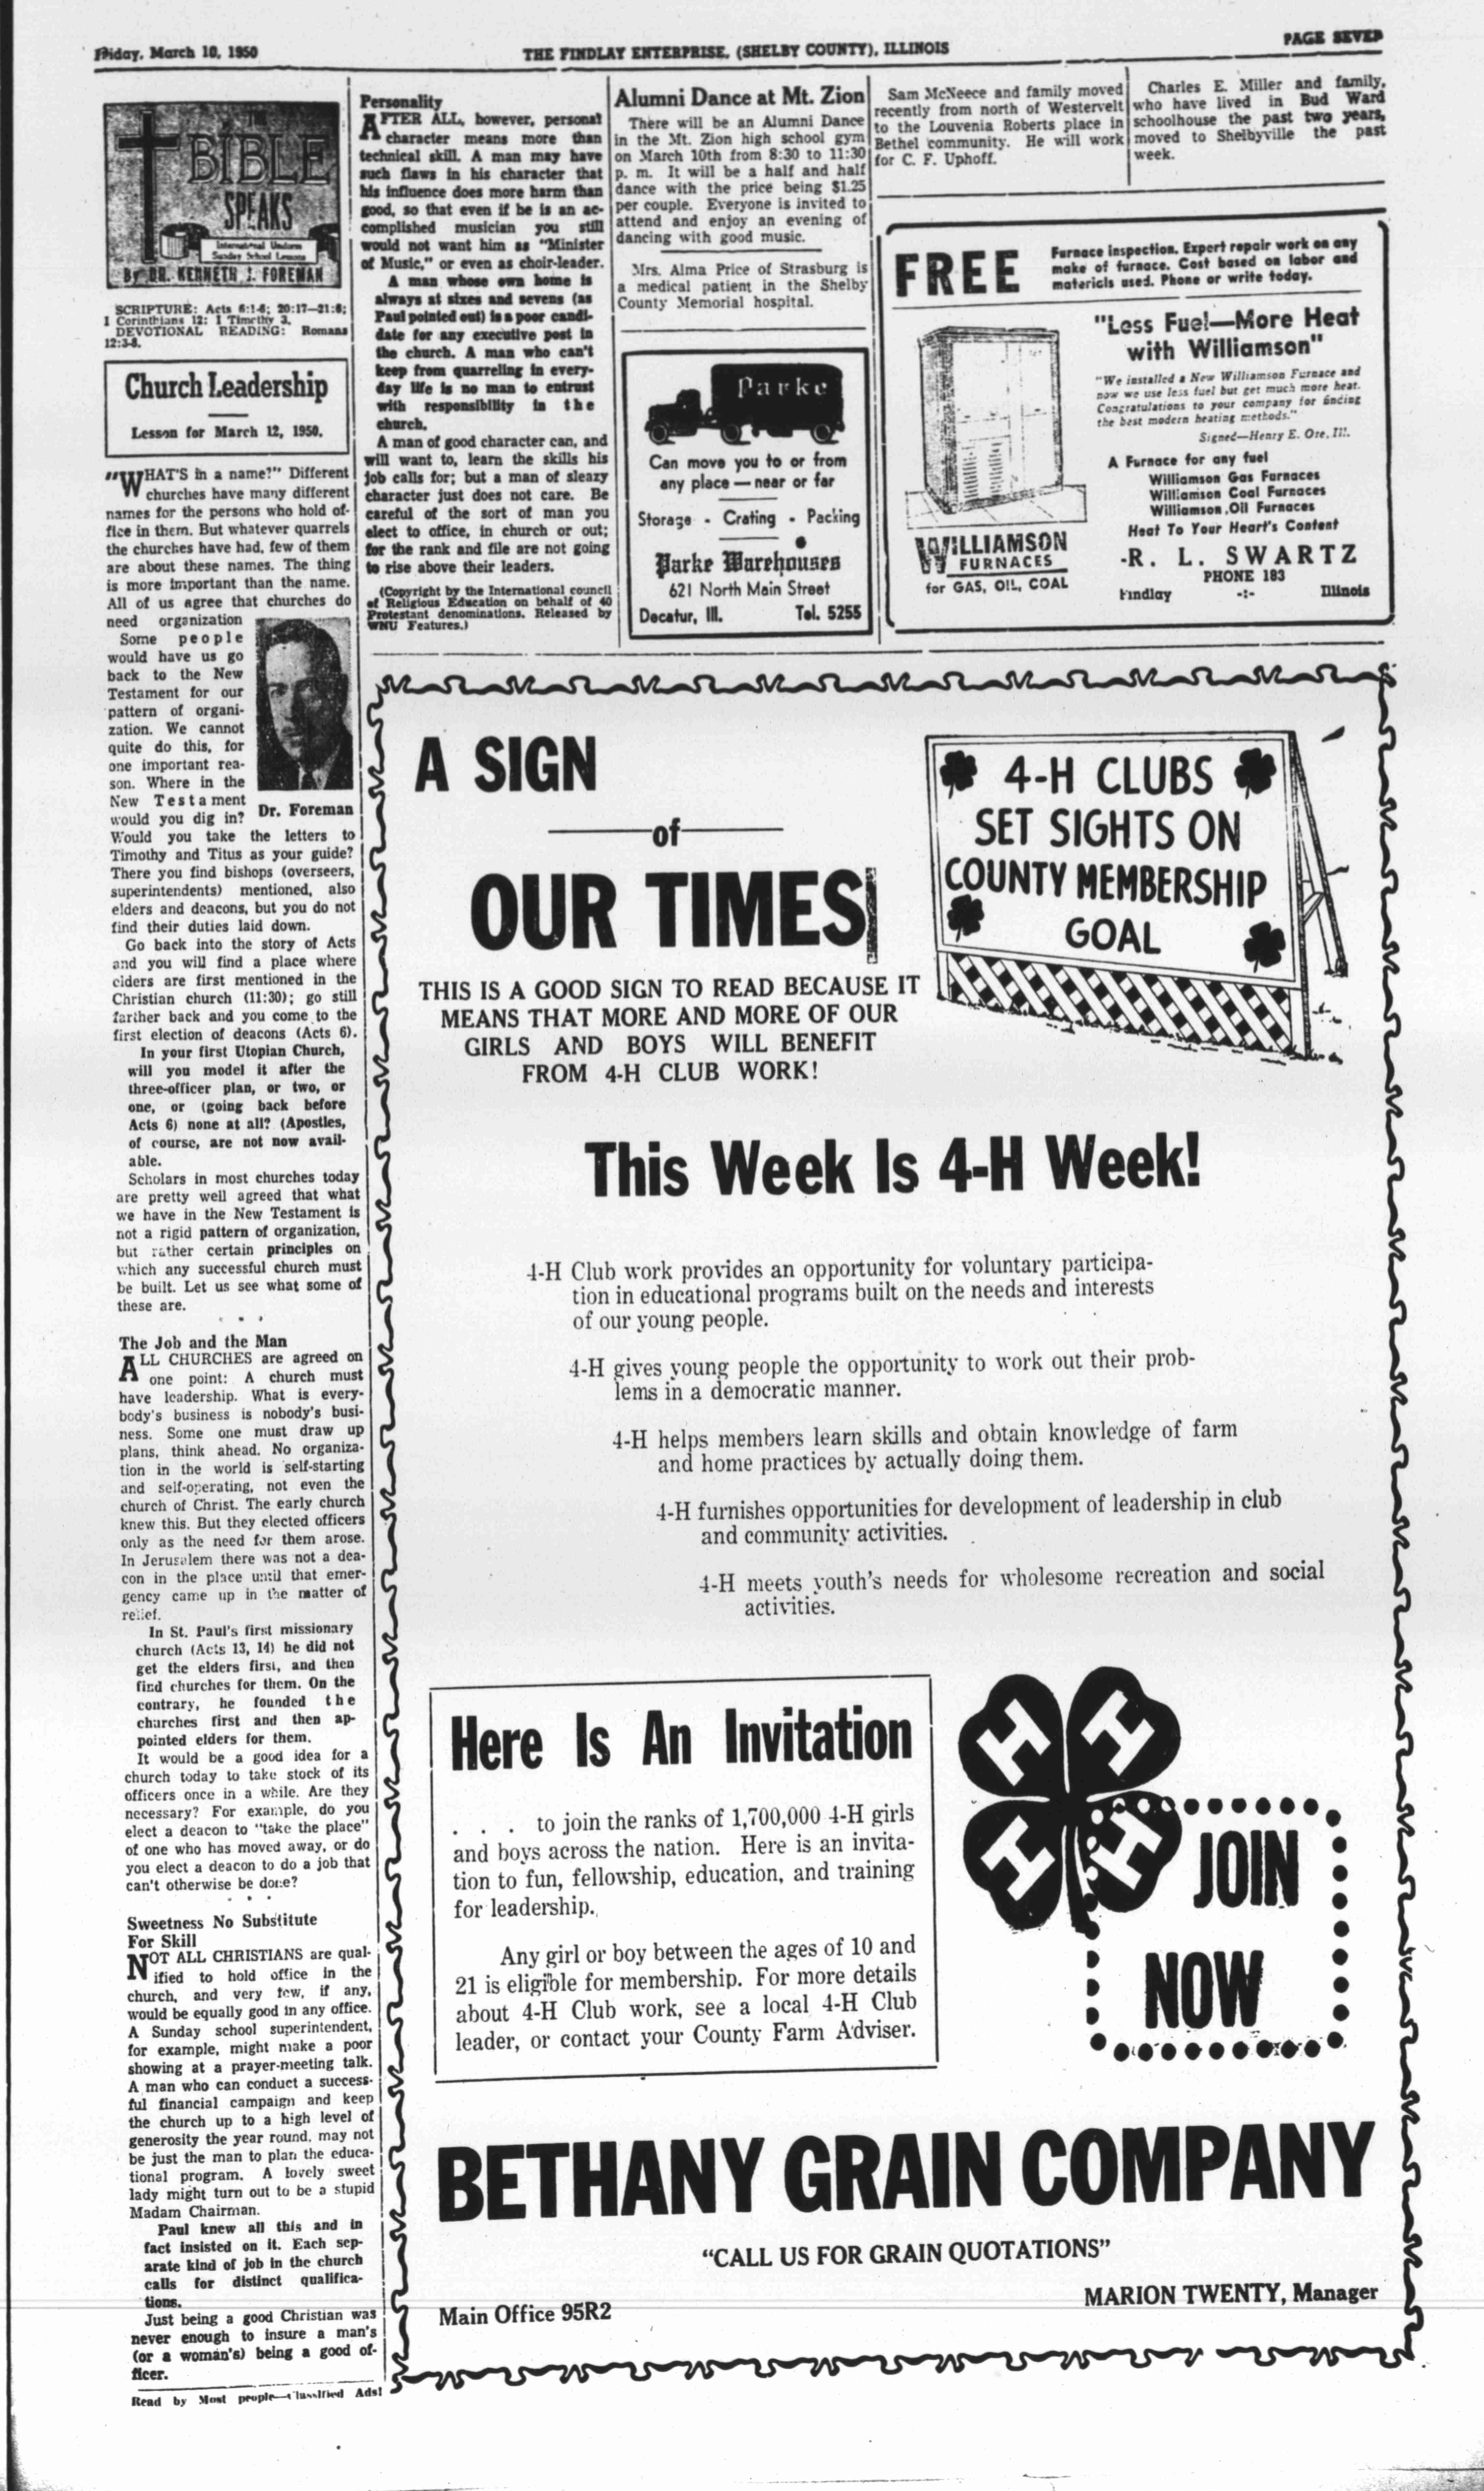 Friday, March 10, 1950
THE FINDLAY ENTERPRISE, (SHELBY COUNTY), ILLINOIS
PAGE SEVEN
THE
BIBLE
SPEAKS
International Uniform
Sunday School Lessons
By DR. KENNETH J. FOREMAN
SCRIPTURE: Acts 6:1-6; 20:17—21:6;
1 Corinthians 12; 1 Timothy 3.
DEVOTIONAL READING: Romans
12:3-8.
Church Leadership
Lesson for March 12, 1950.
"WHAT'S in a name?" Different
churches have many different
names for the persons who hold of-
fice in them. But whatever quarrels
the churches have had, few of them
are about these names. The thing
is more important than the name.
All of us agree that churches do
need organization
Some people
would have us go
back to the New
Testament for our
pattern of organi-
zation. We cannot
quite do this, for
one important rea-
son. Where in the
New Testament
would you dig in?
Dr. Foreman
Would you take the letters to
Timothy and Titus as your guide?
There you find bishops (overseers,
superintendents) mentioned, also
elders and deacons, but you do not
find their duties laid down.
Go back into the story of Acts
and you will find a place where
elders are first mentioned in the
Christian church (11:30); go still
farther back and you come to the
first election of deacons (Acts 6).
In your first Utopian Church,
will you model it after the
three-officer plan, or two, or
one, or (going back before
Acts 6) none at all? (Apostles,
of course, are not now avail-
able.
Scholars in most churches today
are pretty well agreed that what
we have in the New Testament is
not a rigid pattern of organization,
but rather certain principles on
which any successful church must
be built. Let us see what some of
these are.
. . .
The Job and the Man
ALL CHURCHES are agreed on
one point: A church must
have leadership. What is every-
body's business is nobody's busi-
ness. Some one must draw up
plans, think ahead. No organiza-
tion in the world is self-starting
and self-operating, not even the
church of Christ. The early church
knew this. But they elected officers
only as the need for them arose.
In Jerusalem there was not a dea-
con in the place until that emer-
gency came up in the matter of
relief.
In St. Paul's first missionary
church (Acts 13, 14) he did not
get the elders first, and then
find churches for them. On the
contrary, he founded the
churches first and then ap-
pointed elders for them.
It would be a good idea for a
church today to take stock of its
officers once in a while. Are they
necessary? For example, do you
elect a deacon to "take the place"
of one who has moved away, or do
you elect a deacon to do a job that
can't otherwise be done?
. . .
Sweetness No Substitute
For Skill
NOT ALL CHRISTIANS are qual-
ified to hold office in the
church, and very few, if any,
would be equally good in any office.
A Sunday school superintendent,
for example, might make a poor
showing at a prayer-meeting talk.
A man who can conduct a success-
ful financial campaign and keep
the church up to a high level of
generosity the year round, may not
be just the man to plan the educa-
tional program. A lovely sweet
lady might turn out to be a stupid
Madam Chairman.
Paul knew all this and in
fact insisted on it. Each sep-
arate kind of job in the church
calls for distinct qualifica-
tions.
Just being a good Christian was
never enough to insure a man's
(or a woman's) being a good of-
ficer.
Read by Most people—Classified Ads!
Personality
AFTER ALL, however, personal
character means more than
technical skill. A man may have
such flaws in his character that
his influence does more harm than
good, so that even if he is an ac-
complished musician you still
would not want him as "Minister
of Music," or even as choir-leader.
A man whose own home is
always at sixes and sevens (as
Paul pointed out) is a poor candi-
date for any executive post in
the church. A man who can't
keep from quarreling in every-
day life is no man to entrust
with responsibility in the
church.
A man of good character can, and
will want to, learn the skills his
job calls for; but a man of sleazy
character just does not care. Be
careful of the sort of man you
elect to office, in church or out;
for the rank and file are not going
to rise above their leaders.
(Copyright by the International council
of Religious Education on behalf of 40
Protestant denominations. Released by
WNU Features.)
Alumni Dance at Mt. Zion
There will be an Alumni Dance
in the Mt. Zion high school gym
on March 10th from 8:30 to 11:30
p. m. It will be a half and half
dance with the price being $1.25
per couple. Everyone is invited to
attend and enjoy an evening of
dancing with good music.
Mrs. Alma Price of Strasburg is
a medical patient in the Shelby
County Memorial hospital.
Parke
Can move you to or from
any place — near or far
Storage - Crating - Packing
Parke Warehouses
621 North Main Street
Decatur, Ill. Tel. 5255
Sam McNeece and family moved
recently from north of Westervelt
to the Louvenia Roberts place in
Bethel community. He will work
for C. F. Uphoff.
Charles E. Miller and family,
who have lived in Bud Ward
schoolhouse the past two years,
moved to Shelbyville the past
week.
FREE
Furnace inspection. Expert repair work on any
make of furnace. Cost based on labor and
materials used. Phone or write today.
"Less Fuel—More Heat
with Williamson"
"We installed a New Williamson Furnace and
now we use less fuel but get much more heat.
Congratulations to your company for finding
the best modern heating methods."
Signed—Henry E. Ore, Ill.
A Furnace for any fuel
Williamson Gas Furnaces
Williamson Coal Furnaces
Williamson Oil Furnaces
Heat To Your Heart's Content
WILLIAMSON
FURNACES
for GAS, OIL, COAL
-R. L. SWARTZ
PHONE 183
Findlay -:- Illinois
A SIGN
of
OUR TIMES
THIS IS A GOOD SIGN TO READ BECAUSE IT
MEANS THAT MORE AND MORE OF OUR
GIRLS AND BOYS WILL BENEFIT
FROM 4-H CLUB WORK!
4-H CLUBS
SET SIGHTS ON
COUNTY MEMBERSHIP
GOAL
This Week Is 4-H Week!
4-H Club work provides an opportunity for voluntary participa-
tion in educational programs built on the needs and interests
of our young people.
4-H gives young people the opportunity to work out their prob-
lems in a democratic manner.
4-H helps members learn skills and obtain knowledge of farm
and home practices by actually doing them.
4-H furnishes opportunities for development of leadership in club
and community activities.
4-H meets youth's needs for wholesome recreation and social
activities.
Here Is An Invitation
. . . to join the ranks of 1,700,000 4-H girls
and boys across the nation. Here is an invita-
tion to fun, fellowship, education, and training
for leadership.
Any girl or boy between the ages of 10 and
21 is eligible for membership. For more details
about 4-H Club work, see a local 4-H Club
leader, or contact your County Farm Adviser.
H H
H H
JOIN
NOW
BETHANY GRAIN COMPANY
"CALL US FOR GRAIN QUOTATIONS"
MARION TWENTY, Manager
Main Office 95R2